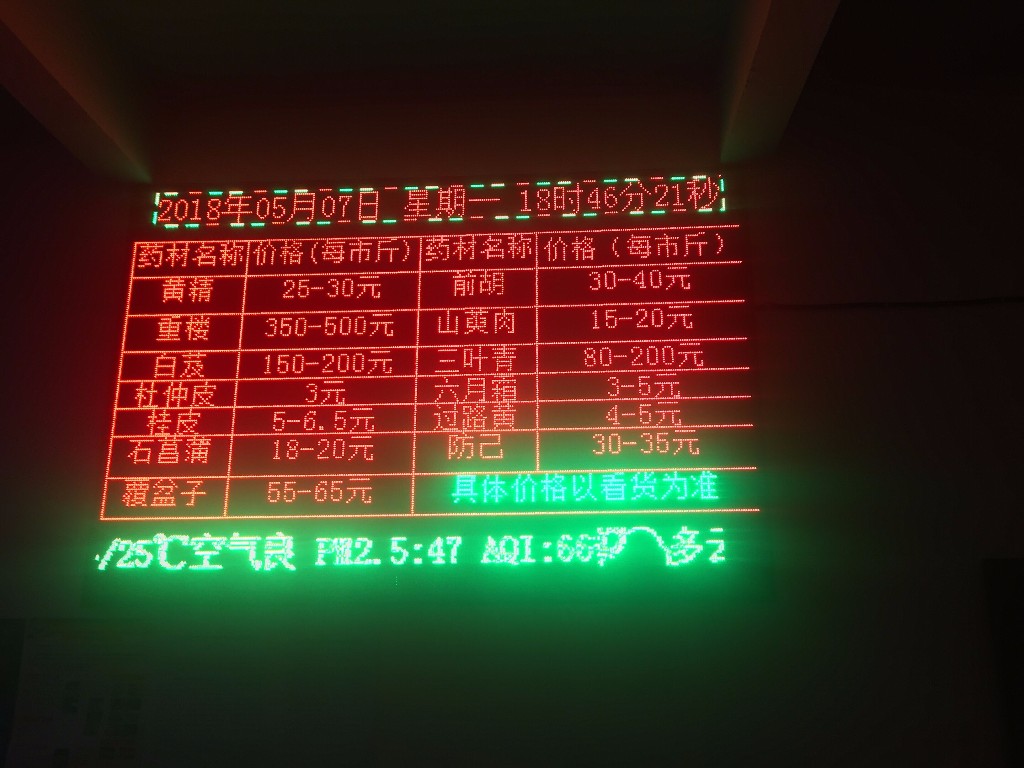 2018年05月07日 星期一 18时46分21秒
药材名称 价格(每市斤) 药材名称 价格(每市斤)
黄精 25-30元 前胡 30-40元
重楼 350-500元 山萸肉 15-20元
白芨 150-200元 三叶青 80-200元
杜仲皮 3元 六月霜 3-5元
桂皮 5-6.5元 过路黄 4-5元
石菖蒲 18-20元 防己 30-35元
覆盆子 55-65元 具体价格以看货为准
/25℃空气良 PM2.5:47 AQI:66 多云